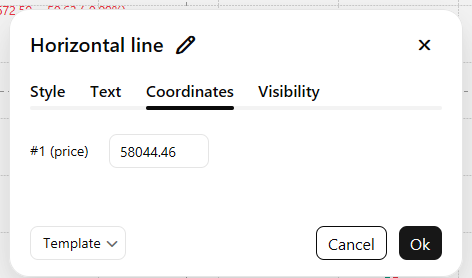 Horizontal line
Style Text Coordinates Visibility
#1 (price) 58044.46
Template Cancel Ok